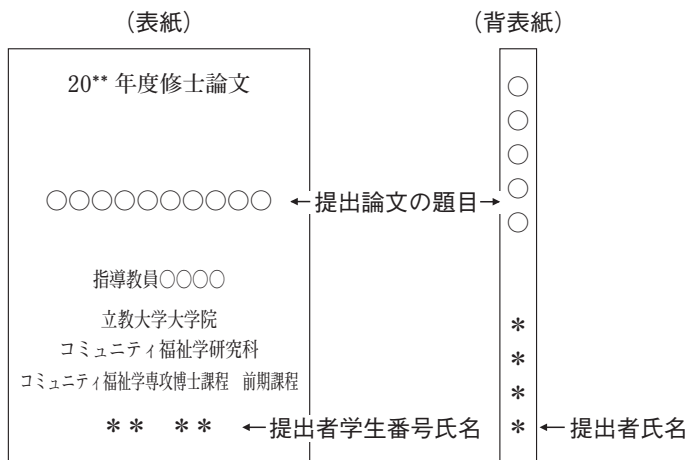 （表紙）
20** 年度修士論文
○○○○○○○○○○
←提出論文の題目→
指導教員○○○○
立教大学大学院
コミュニティ福祉学研究科
コミュニティ福祉学専攻博士課程　前期課程
＊＊　＊＊
←提出者学生番号氏名
（背表紙）
○
○
○
○
○
＊
＊
＊
＊
←提出者氏名